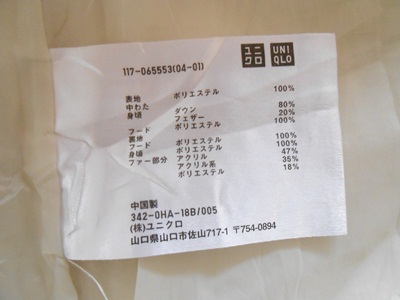 ユニクロ UNIQLO
117-065553(04-01)
表地 ポリエステル 100%
中わた
身頃 ダウン 80%
フェザー 20%
フード ポリエステル 100%
裏地
身頃 ポリエステル 100%
フード ポリエステル 100%
ファー部分 アクリル 47%
アクリル系 35%
ポリエステル 18%
中国製
342-0HA-18B/005
(株)ユニクロ
山口県山口市佐山717-1 〒754-0894